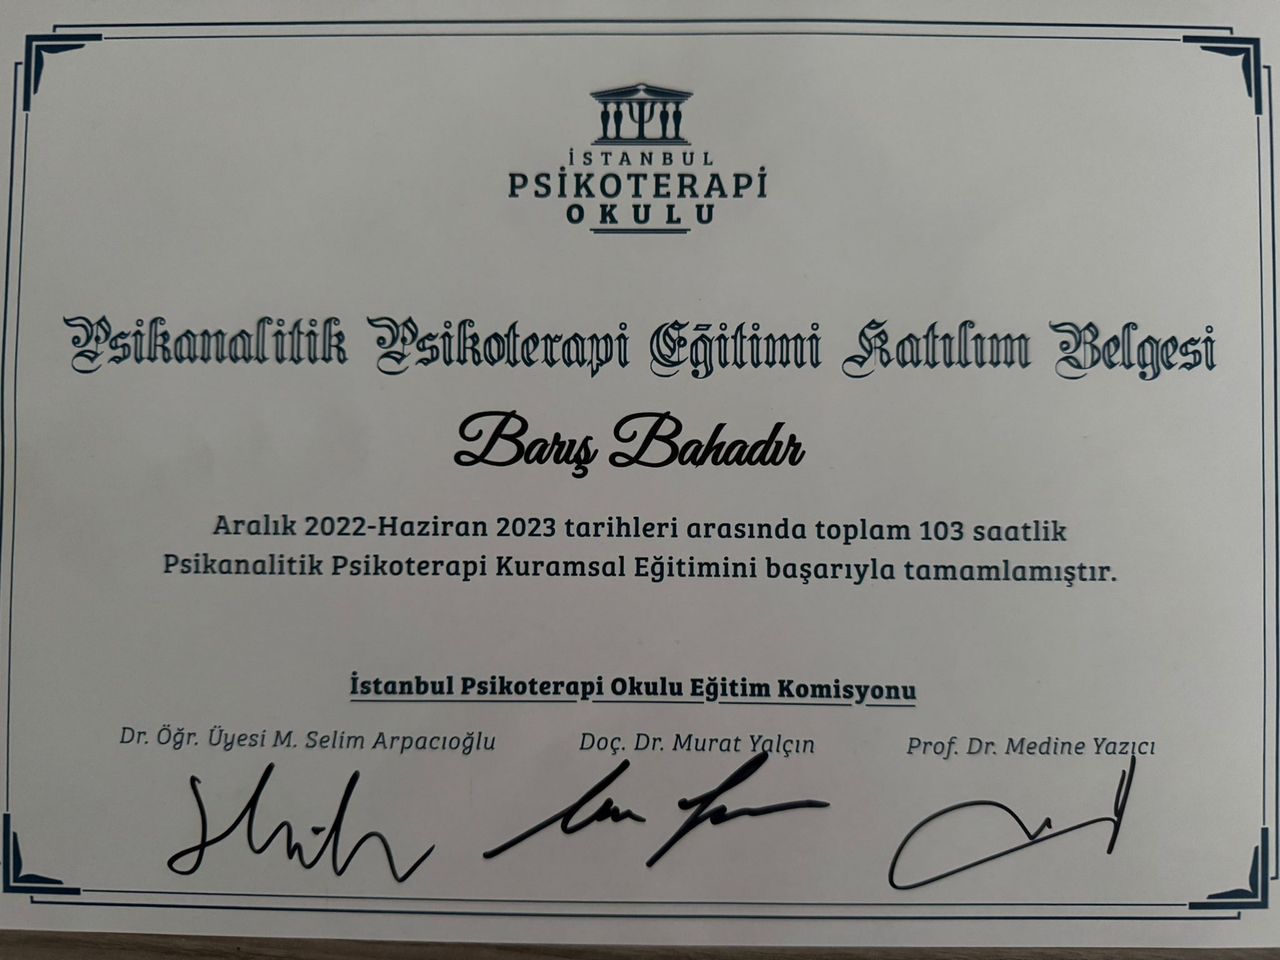 İSTANBUL
PSİKOTERAPİ
OKULU
Psikanalitik Psikoterapi Eğitimi Katılım Belgesi
Barış Bahadır
Aralık 2022-Haziran 2023 tarihleri arasında toplam 103 saatlik
Psikanalitik Psikoterapi Kuramsal Eğitimini başarıyla tamamlamıştır.
İstanbul Psikoterapi Okulu Eğitim Komisyonu
Dr. Öğr. Üyesi M. Selim Arpacıoğlu Doç. Dr. Murat Yalçın Prof. Dr. Medine Yazıcı